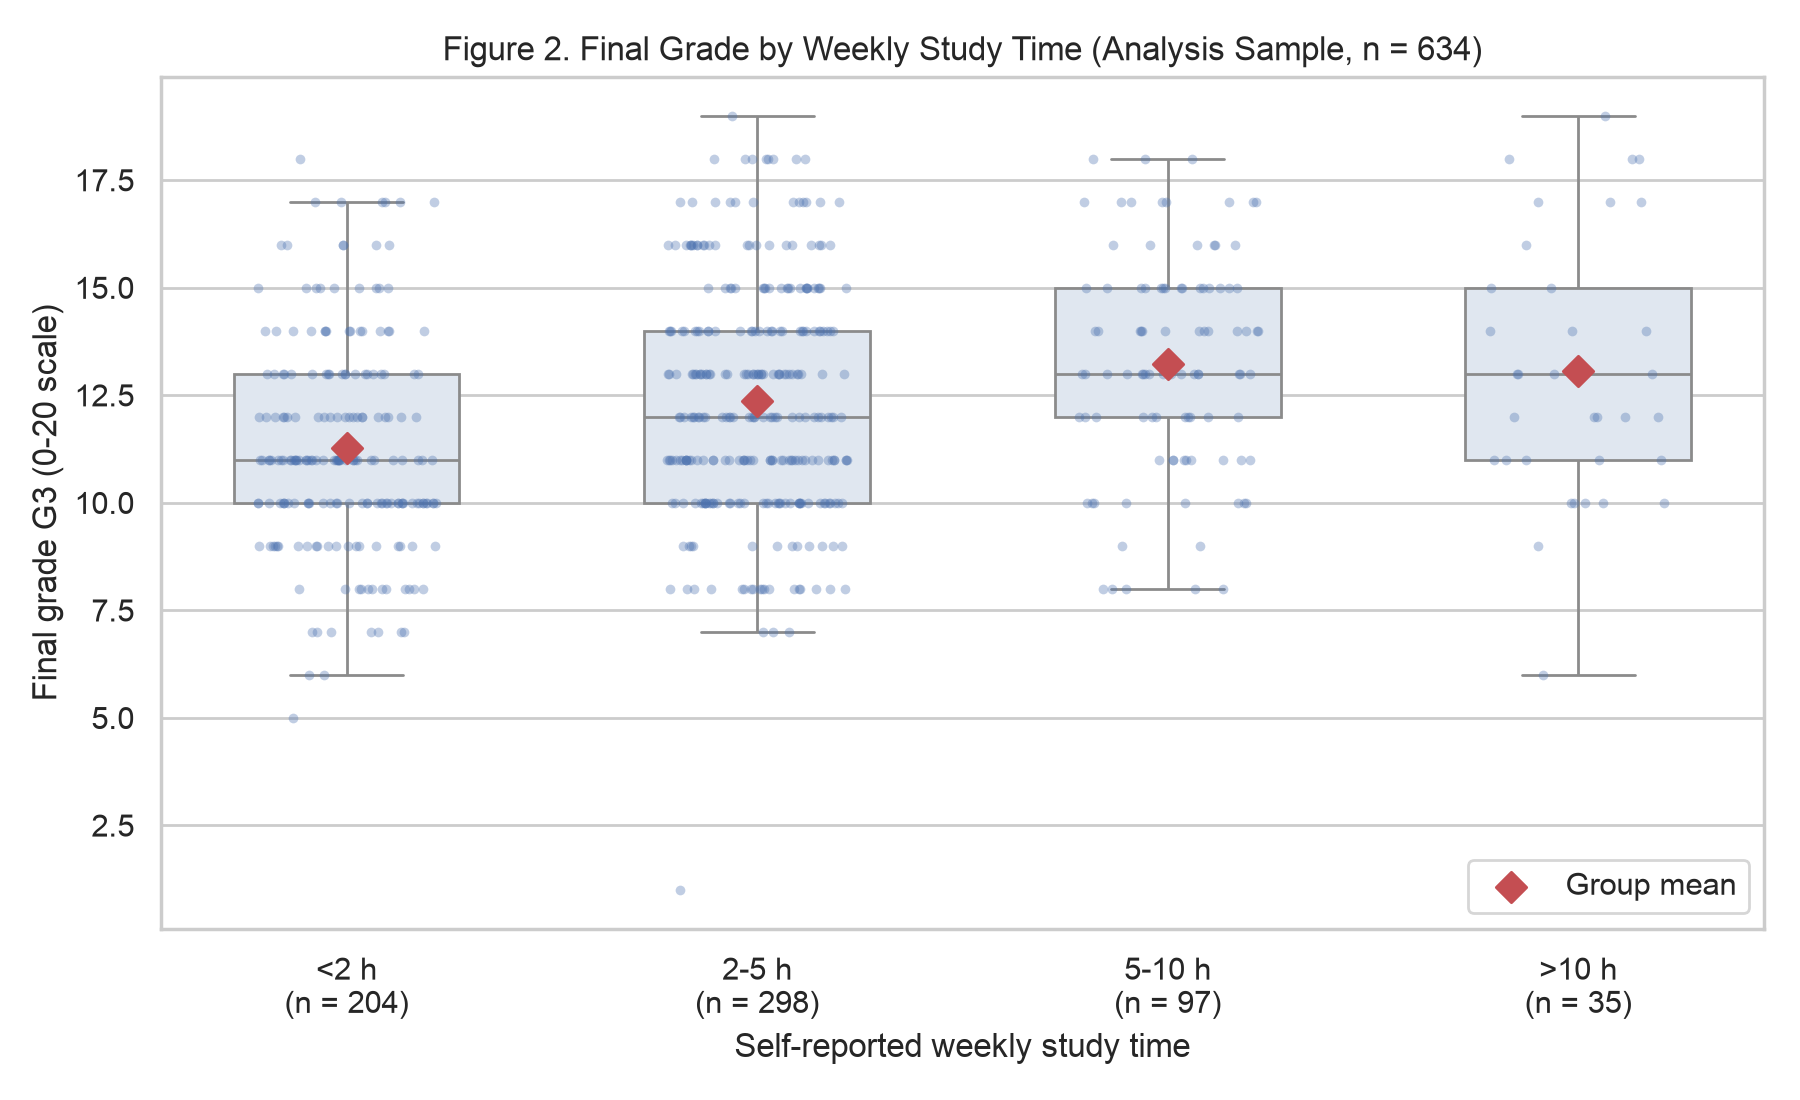 Figure 2. Final Grade by Weekly Study Time (Analysis Sample, n = 634)
Final grade G3 (0-20 scale)
17.5
15.0
12.5
10.0
7.5
5.0
2.5
Group mean
<2 h
(n = 204)
2-5 h
(n = 298)
5-10 h
(n = 97)
>10 h
(n = 35)
Self-reported weekly study time